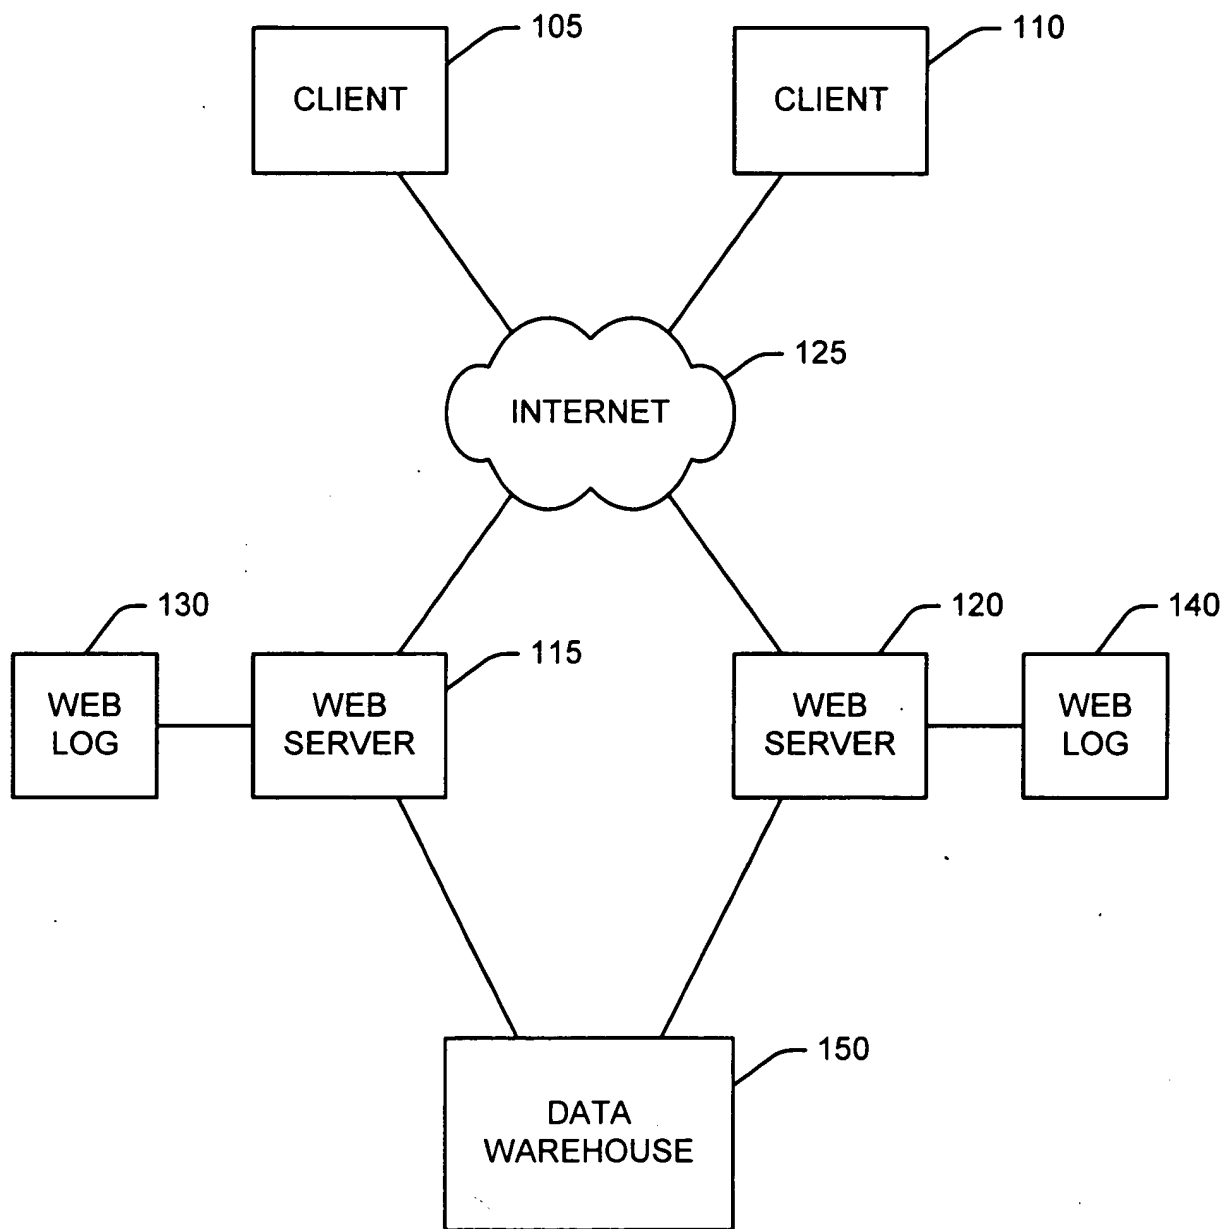 105
110
CLIENT
CLIENT
125
INTERNET
130
120
140
115
WEB
LOG
WEB
SERVER
WEB
SERVER
WEB
LOG
150
DATA
WAREHOUSE